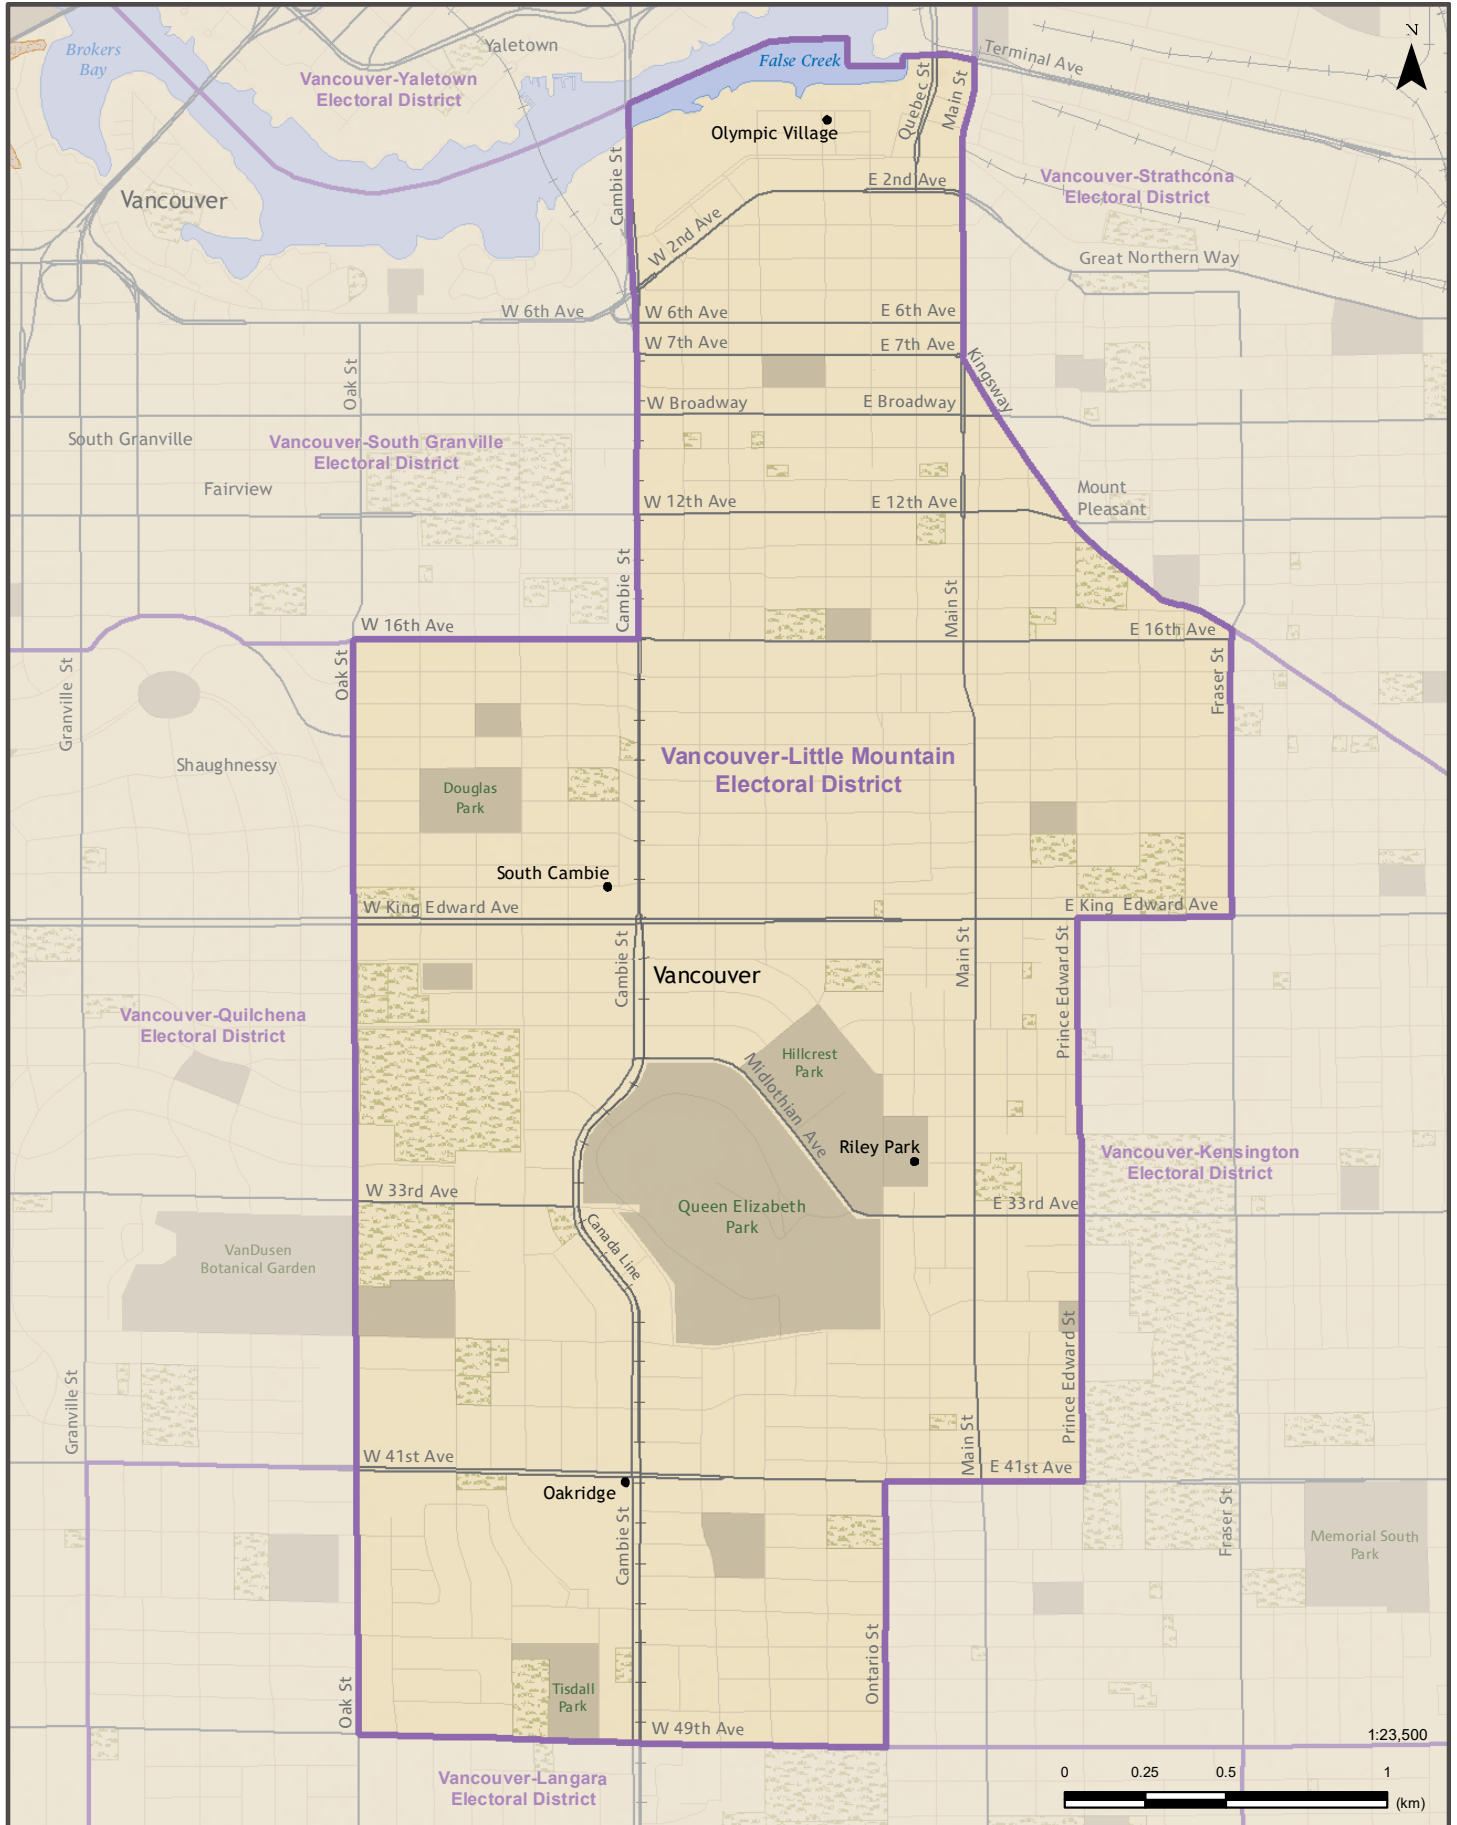 Brokers
Bay
Yaletown
Vancouver-Yaletown
Electoral District
False Creek
Terminal Ave
N
Quebec St
Main St
Olympic Village
Cambie St
Vancouver
E 2nd Ave
W 2nd Ave
Vancouver-Strathcona
Electoral District
Great Northern Way
W 6th Ave
W 6th Ave
E 6th Ave
W 7th Ave
E 7th Ave
Kingsway
Oak St
W Broadway
E Broadway
South Granville
Vancouver-South Granville
Electoral District
Fairview
W 12th Ave
E 12th Ave
Mount
Pleasant
Cambie St
Main St
W 16th Ave
E 16th Ave
Oak St
Granville St
Fraser St
Shaughnessy
Vancouver-Little Mountain
Electoral District
Douglas
Park
South Cambie
W King Edward Ave
E King Edward Ave
Cambie St
Vancouver
Main St
Prince Edward St
Vancouver-Quilchena
Electoral District
Hillcrest
Park
Midlothian Ave
Riley Park
Vancouver-Kensington
Electoral District
W 33rd Ave
E 33rd Ave
Queen Elizabeth
Park
Canada Line
VanDusen
Botanical Garden
Prince Edward St
Granville St
Main St
W 41st Ave
E 41st Ave
Oakridge
Cambie St
Fraser St
Memorial South
Park
Ontario St
Oak St
Tisdall
Park
W 49th Ave
1:23,500
Vancouver-Langara
Electoral District
0 0.25 0.5 1
(km)